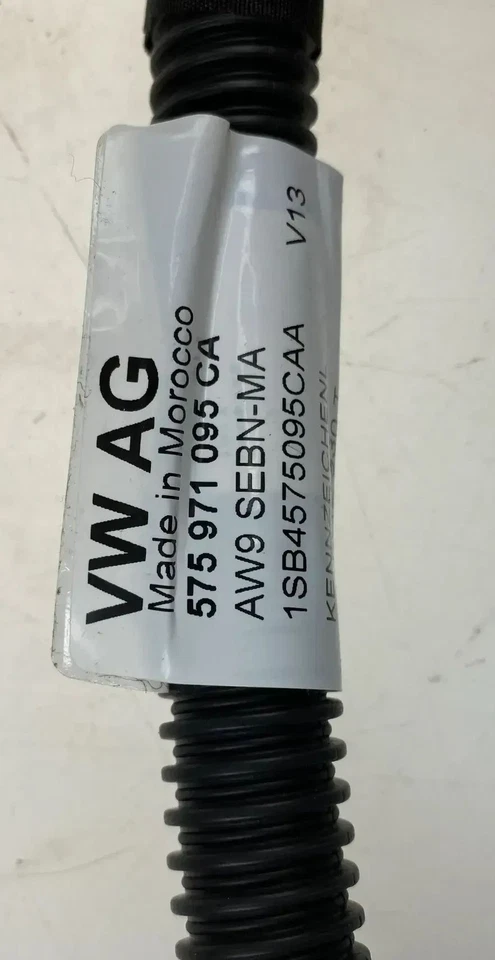 VW AG
Made in Morocco
575 971 095 CA
AW9 SEBN-MA
1SB4575095CAA V13